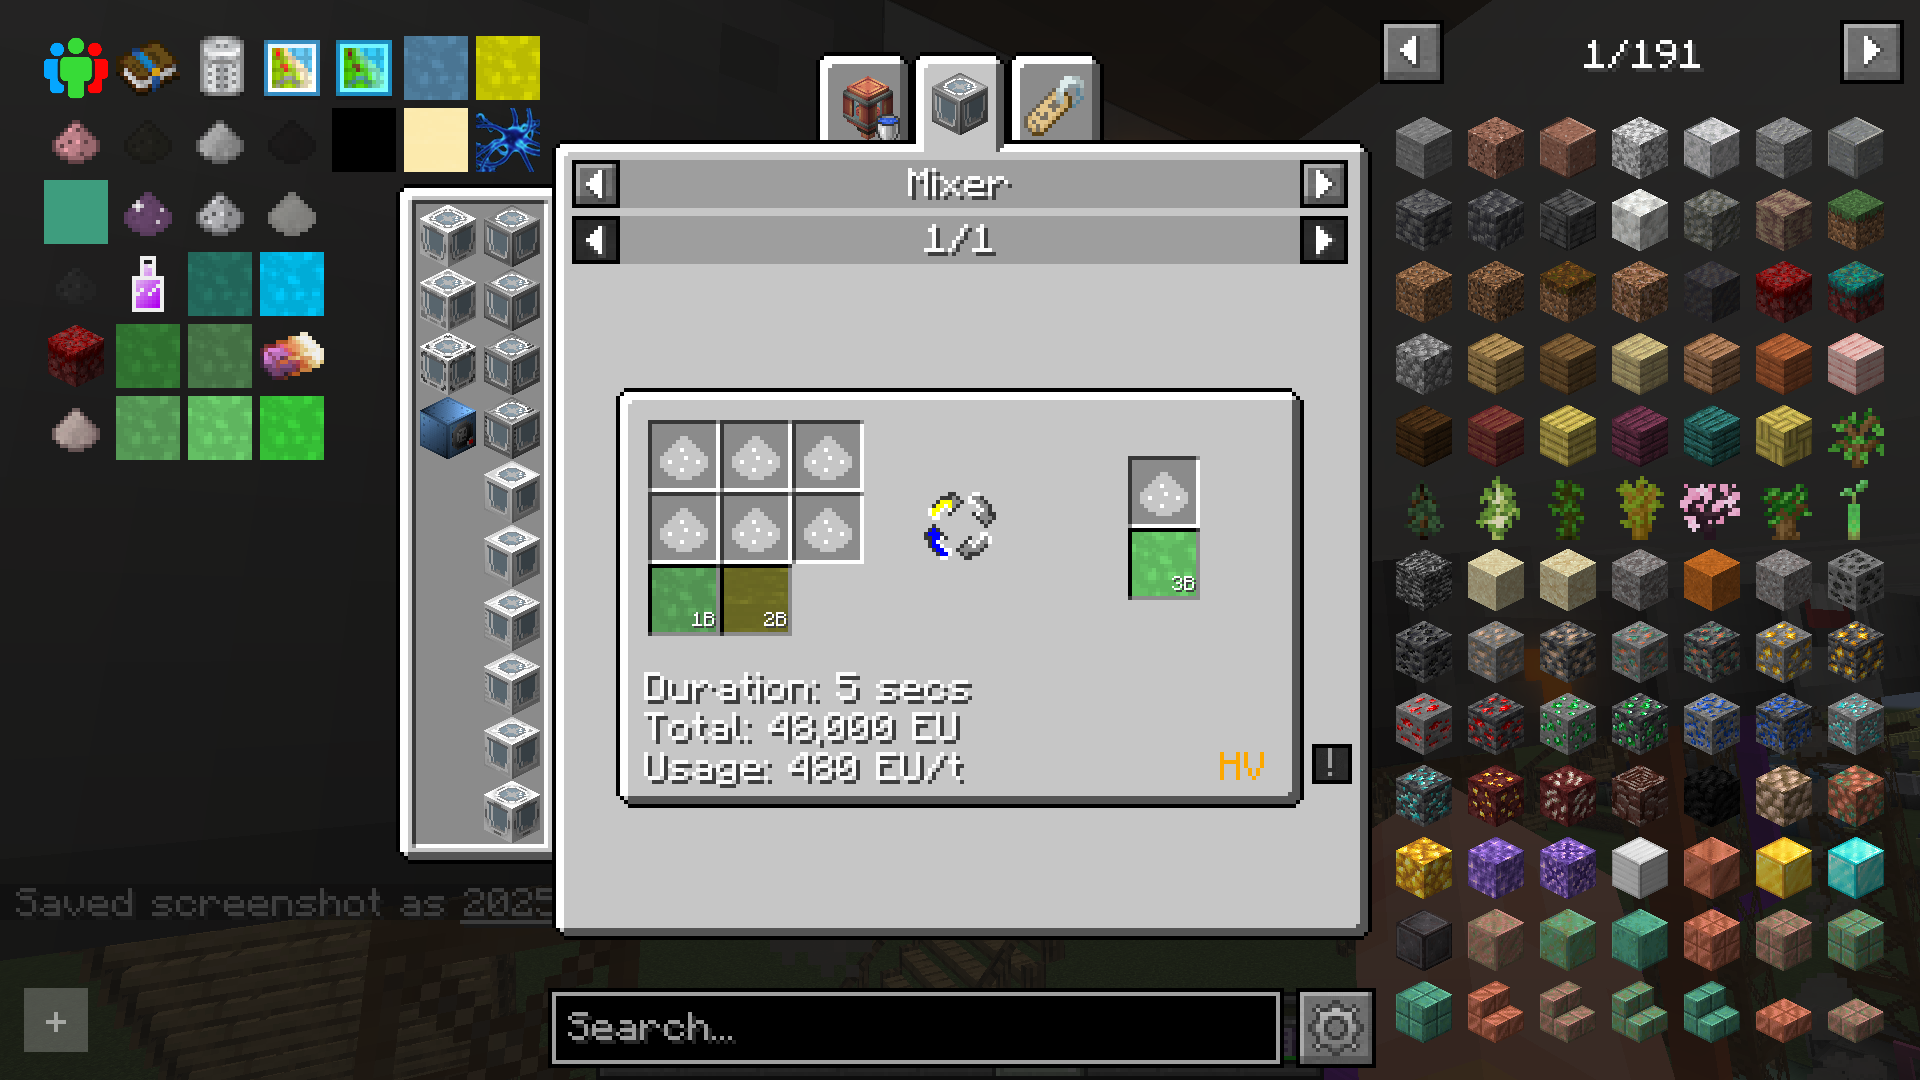 1/191
Mixer
1/1
1B
2B
3B
Duration: 5 secs
Total: 48,000 EU
Usage: 480 EU/t
HV
!
Saved screenshot as 2025
+
Search...